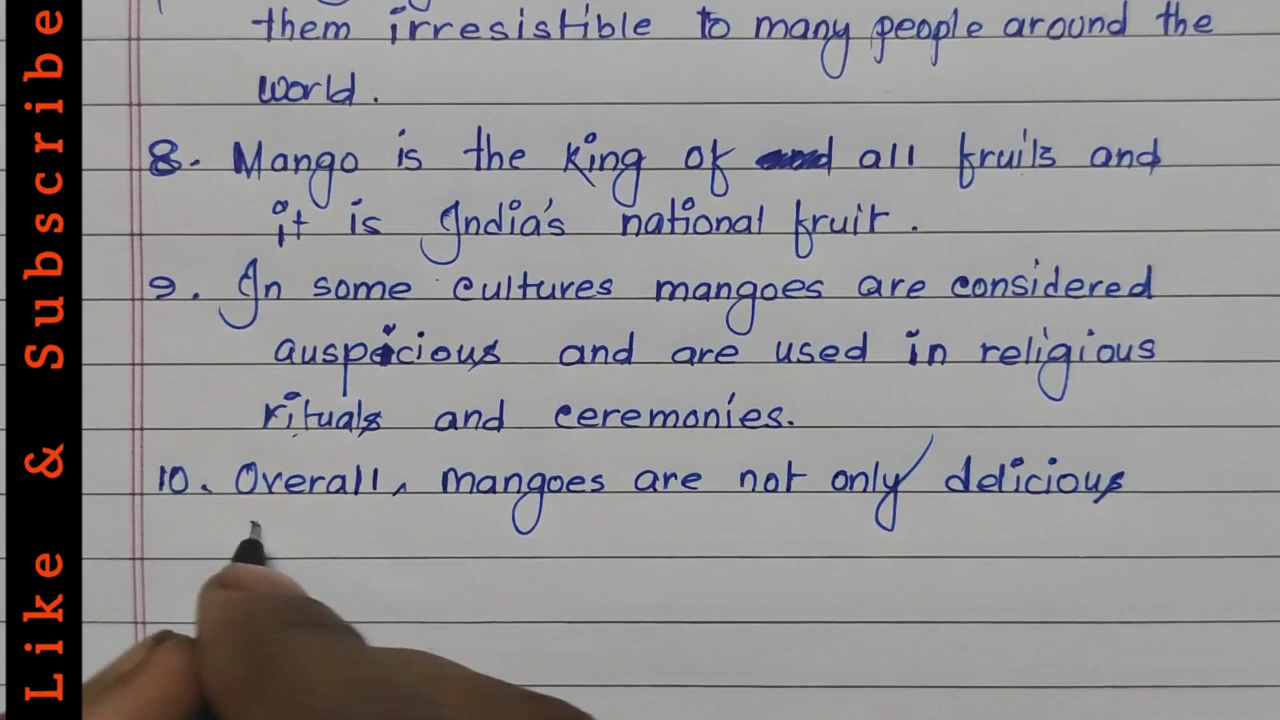 them irresistible to many people around the
world.
8. Mango is the king of all fruits and
it is India's national fruit.
9. In some cultures mangoes are considered
auspicious and are used in religious
rituals and ceremonies.
10. Overall, mangoes are not only delicious
Like & Subscribe